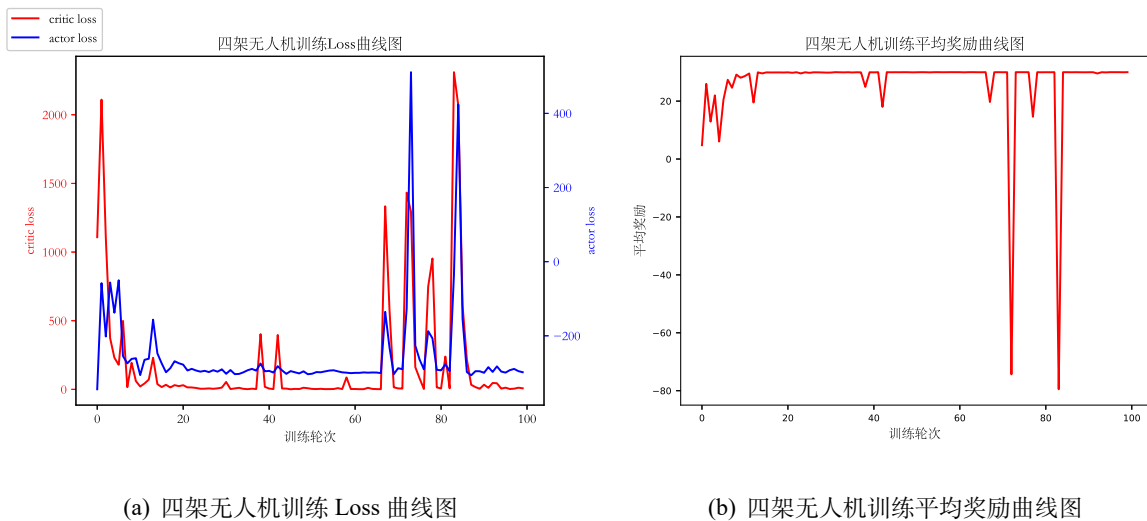 critic loss
actor loss
四架无人机训练Loss曲线图
critic loss
2000
1500
1000
500
0
400
200
0
−200
actor loss
0 20 40 60 80 100
训练轮次
四架无人机训练平均奖励曲线图
平均奖励
20
0
−20
−40
−60
−80
0 20 40 60 80 100
训练轮次
(a) 四架无人机训练 Loss 曲线图
(b) 四架无人机训练平均奖励曲线图